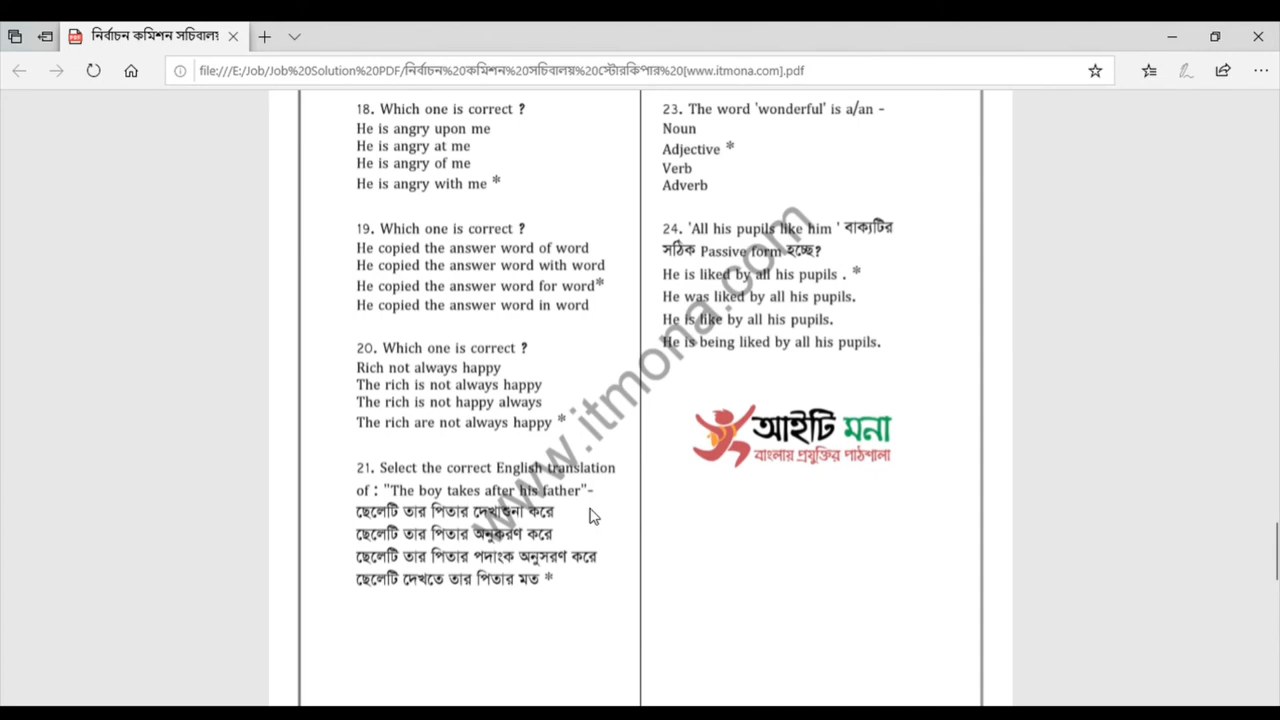 নির্বাচন কমিশন সচিবালয়
file:///E:/Job/Job%20Solution%20PDF/নির্বাচন%20কমিশন%20সচিবালয়%20স্টোরকিপার%20[www.itmona.com].pdf
18. Which one is correct ?
He is angry upon me
He is angry at me
He is angry of me
He is angry with me *
19. Which one is correct ?
He copied the answer word of word
He copied the answer word with word
He copied the answer word for word*
He copied the answer word in word
20. Which one is correct ?
Rich not always happy
The rich is not always happy
The rich is not happy always
The rich are not always happy *
21. Select the correct English translation
of : "The boy takes after his father"-
ছেলেটি তার পিতার দেখাশুনা করে
ছেলেটি তার পিতার অনুকরণ করে
ছেলেটি তার পিতার পদাংক অনুসরণ করে
ছেলেটি দেখতে তার পিতার মত *
23. The word 'wonderful' is a/an -
Noun
Adjective *
Verb
Adverb
24. 'All his pupils like him ' বাক্যটির
সঠিক Passive form হচ্ছে?
He is liked by all his pupils . *
He was liked by all his pupils.
He is like by all his pupils.
He is being liked by all his pupils.
www.itmona.com
আইটি মনা
বাংলায় প্রযুক্তির পাঠশালা